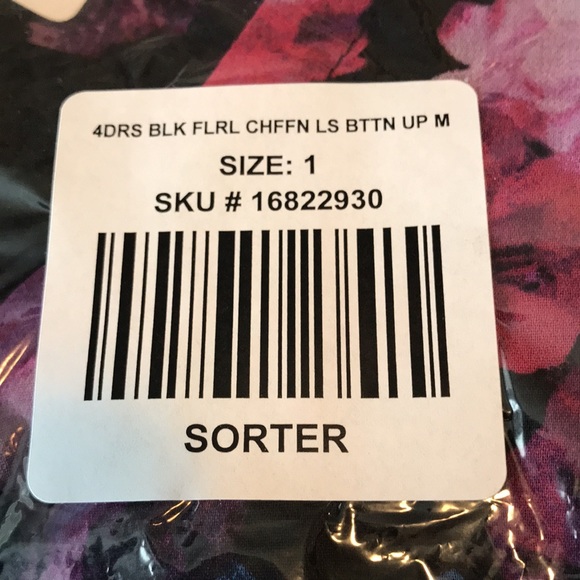 4DRS BLK FLRL CHFFN LS BTTN UP M
SIZE: 1
SKU # 16822930
SORTER